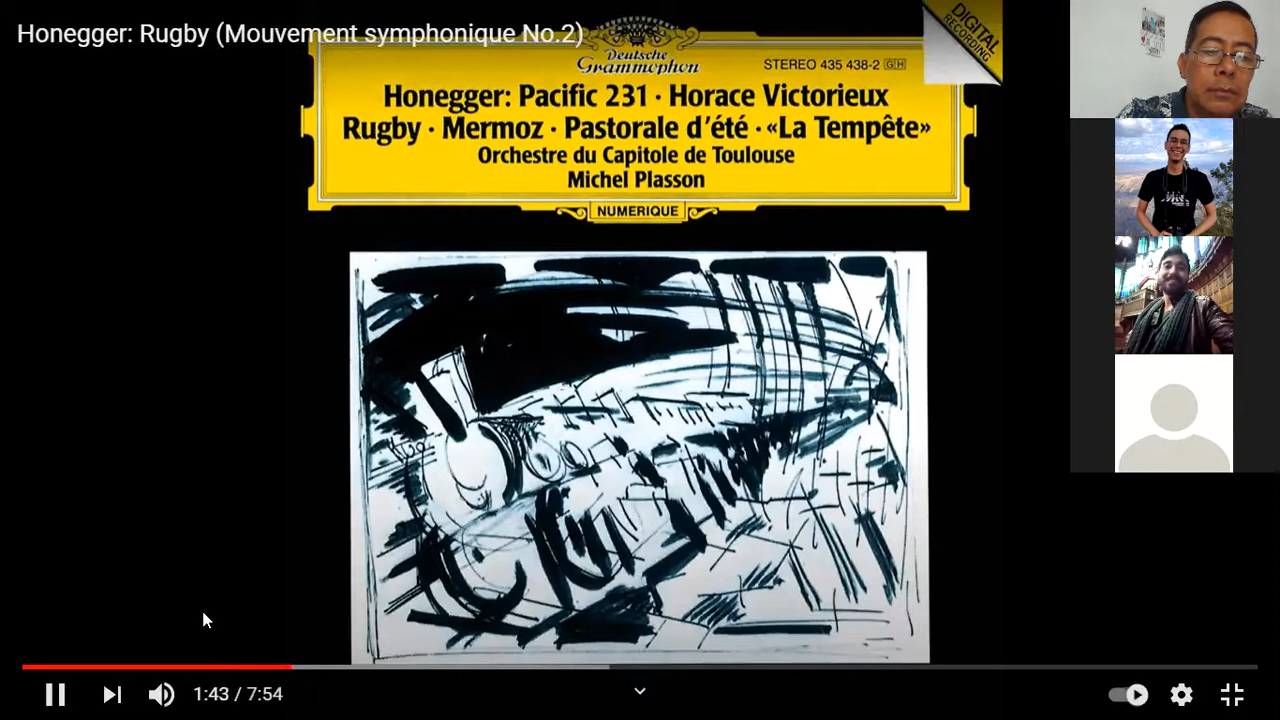 Honegger: Rugby (Mouvement symphonique No.2)
DIGITAL
RECORDING
Deutsche
Grammophon
STEREO 435 438-2 GH
Honegger: Pacific 231 · Horace Victorieux
Rugby · Mermoz · Pastorale d'été · «La Tempête»
Orchestre du Capitole de Toulouse
Michel Plasson
NUMERIQUE
1:43 / 7:54